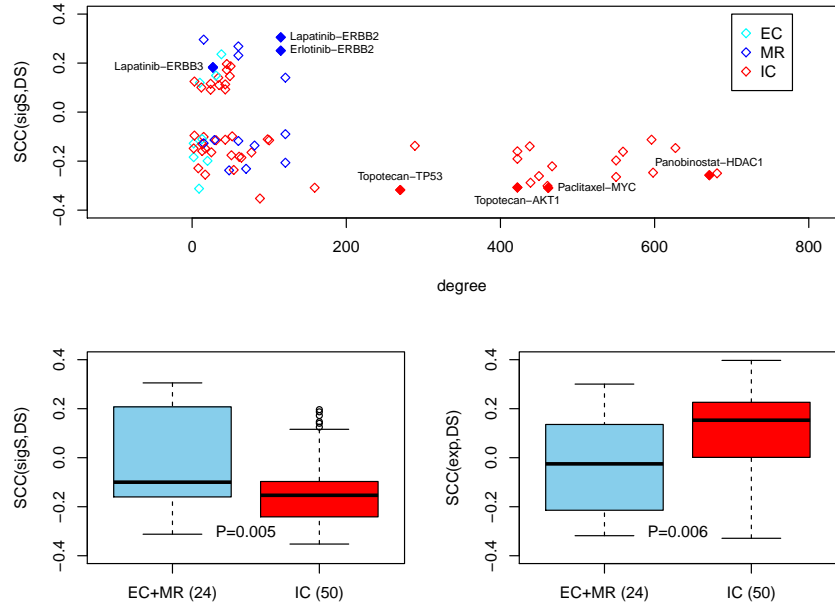 SCC(sigS,DS)
0.4
0.2
0.0
−0.2
−0.4
Lapatinib−ERBB2
Erlotinib−ERBB2
Lapatinib−ERBB3
Topotecan−TP53
Topotecan−AKT1
Paclitaxel−MYC
Panobinostat−HDAC1
EC
MR
IC
0 200 400 600 800
degree
SCC(sigS,DS)
0.4
0.2
0.0
−0.2
−0.4
P=0.005
EC+MR (24) IC (50)
SCC(exp,DS)
0.4
0.2
0.0
−0.2
−0.4
P=0.006
EC+MR (24) IC (50)